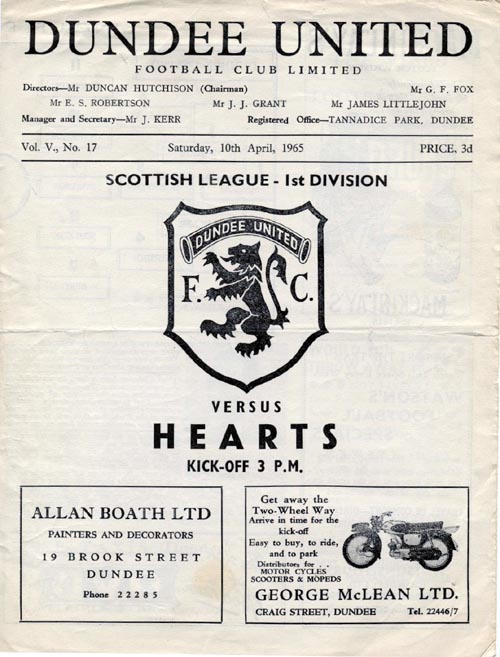 DUNDEE UNITED
FOOTBALL CLUB LIMITED
Directors—Mr DUNCAN HUTCHISON (Chairman) Mr G. F. FOX
Mr E. S. ROBERTSON Mr J. J. GRANT Mr JAMES LITTLEJOHN
Manager and Secretary—Mr J. KERR Registered Office—TANNADICE PARK, DUNDEE
Vol. V., No. 17 Saturday, 10th April, 1965 PRICE, 3d
SCOTTISH LEAGUE - 1st DIVISION
DUNDEE UNITED
F. C.
VERSUS
HEARTS
KICK-OFF 3 P.M.
ALLAN BOATH LTD
PAINTERS AND DECORATORS
19 BROOK STREET
DUNDEE
Phone 22285
Get away the
Two-Wheel Way
Arrive in time for the
kick-off
Easy to buy, to ride,
and to park
Distributors for . .
MOTOR CYCLES
SCOOTERS & MOPEDS
GEORGE McLEAN LTD.
CRAIG STREET, DUNDEE Tel. 22446/7